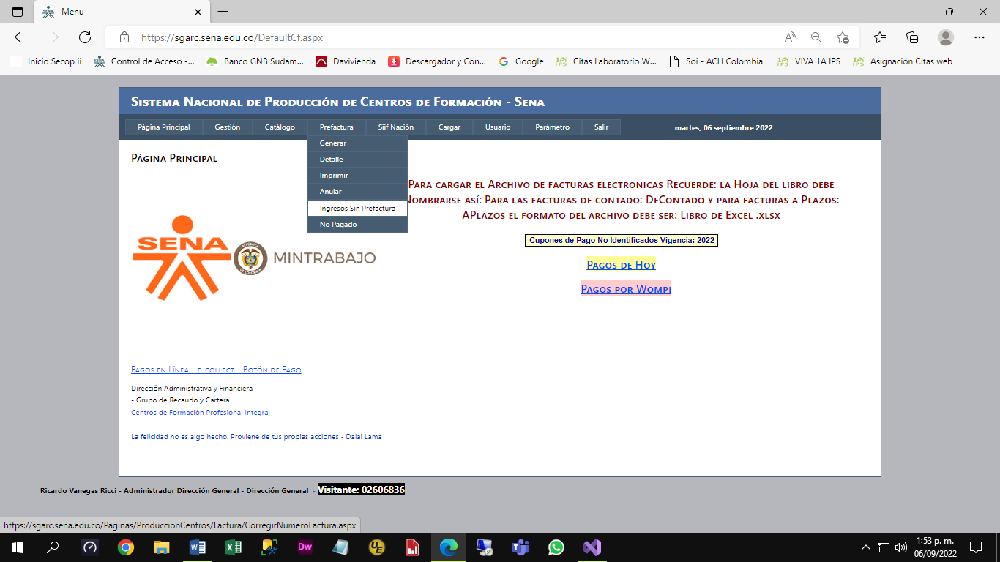 Menu
https://sgarc.sena.edu.co/DefaultCf.aspx
Inicio Secop ii
Control de Acceso -...
Banco GNB Sudam...
Davivienda
Descargador y Con...
Google
Citas Laboratorio W...
Soi - ACH Colombia
VIVA 1A IPS
Asignación Citas web
Sistema Nacional de Producción de Centros de Formación - Sena
Página Principal
Gestión
Catálogo
Prefactura
Siif Nación
Cargar
Usuario
Parámetro
Salir
martes, 06 septiembre 2022
Generar
Detalle
Imprimir
Anular
Ingresos Sin Prefactura
No Pagado
Página Principal
Para cargar el Archivo de facturas electronicas Recuerde: la Hoja del libro debe
Nombrarse así: Para las facturas de contado: DeContado y para facturas a Plazos:
APlazos el formato del archivo debe ser: Libro de Excel .xlsx
SENA
MINTRABAJO
Cupones de Pago No Identificados Vigencia: 2022
Pagos de Hoy
Pagos por Wompi
Pagos en Línea - e-collect - Botón de Pago
Dirección Administrativa y Financiera
- Grupo de Recaudo y Cartera
Centros de Formación Profesional Integral
La felicidad no es algo hecho. Proviene de tus propias acciones - Dalai Lama
Ricardo Vanegas Ricci - Administrador Dirección General - Dirección General - Visitante: 02606836
https://sgarc.sena.edu.co/Paginas/ProduccionCentros/Factura/CorregirNumeroFactura.aspx
1:53 p. m.
06/09/2022